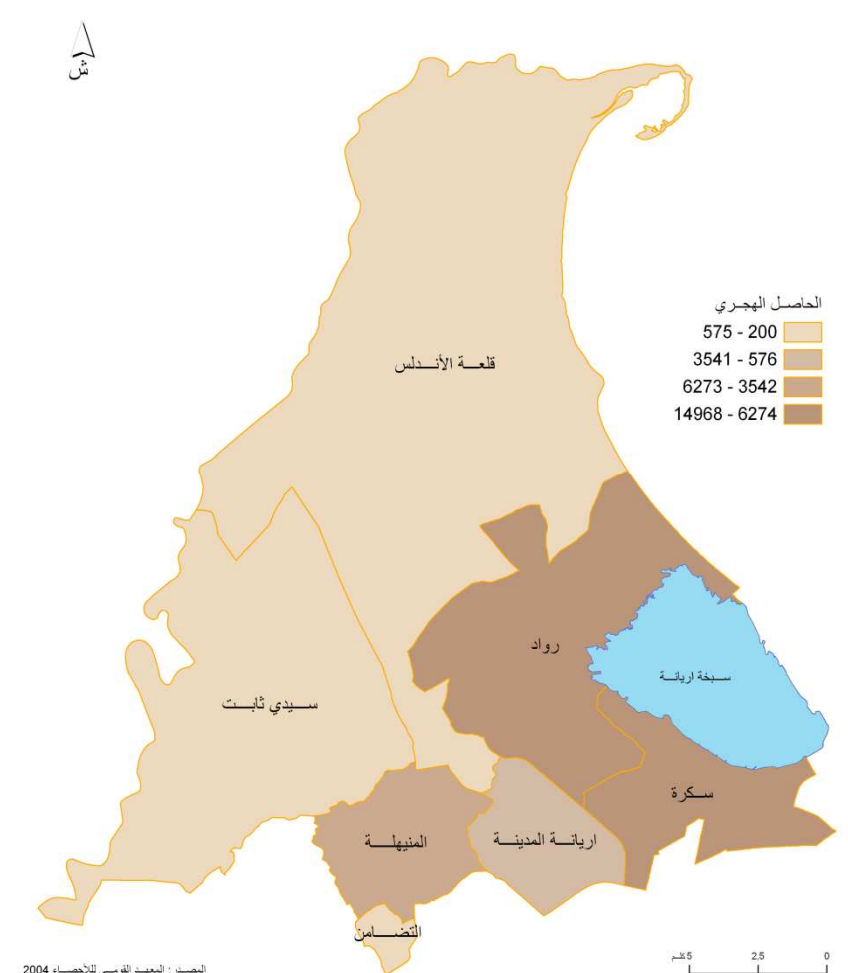 ش
الحاصل الهجري
575 - 200
3541 - 576
6273 - 3542
14968 - 6274
قلعة الأندلس
رواد
سبخة اريانة
سيدي ثابت
سكرة
اريانة المدينة
المنيهلة
التضامن
المصدر : المعهد القومي للأحصاء 2004
5 كلم 2,5 0